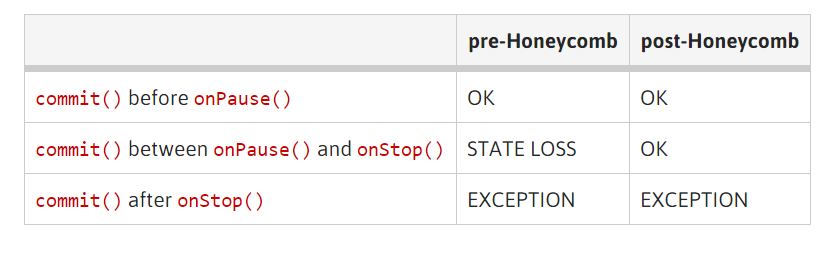 pre-Honeycomb post-Honeycomb
commit() before onPause() OK OK
commit() between onPause() and onStop() STATE LOSS OK
commit() after onStop() EXCEPTION EXCEPTION